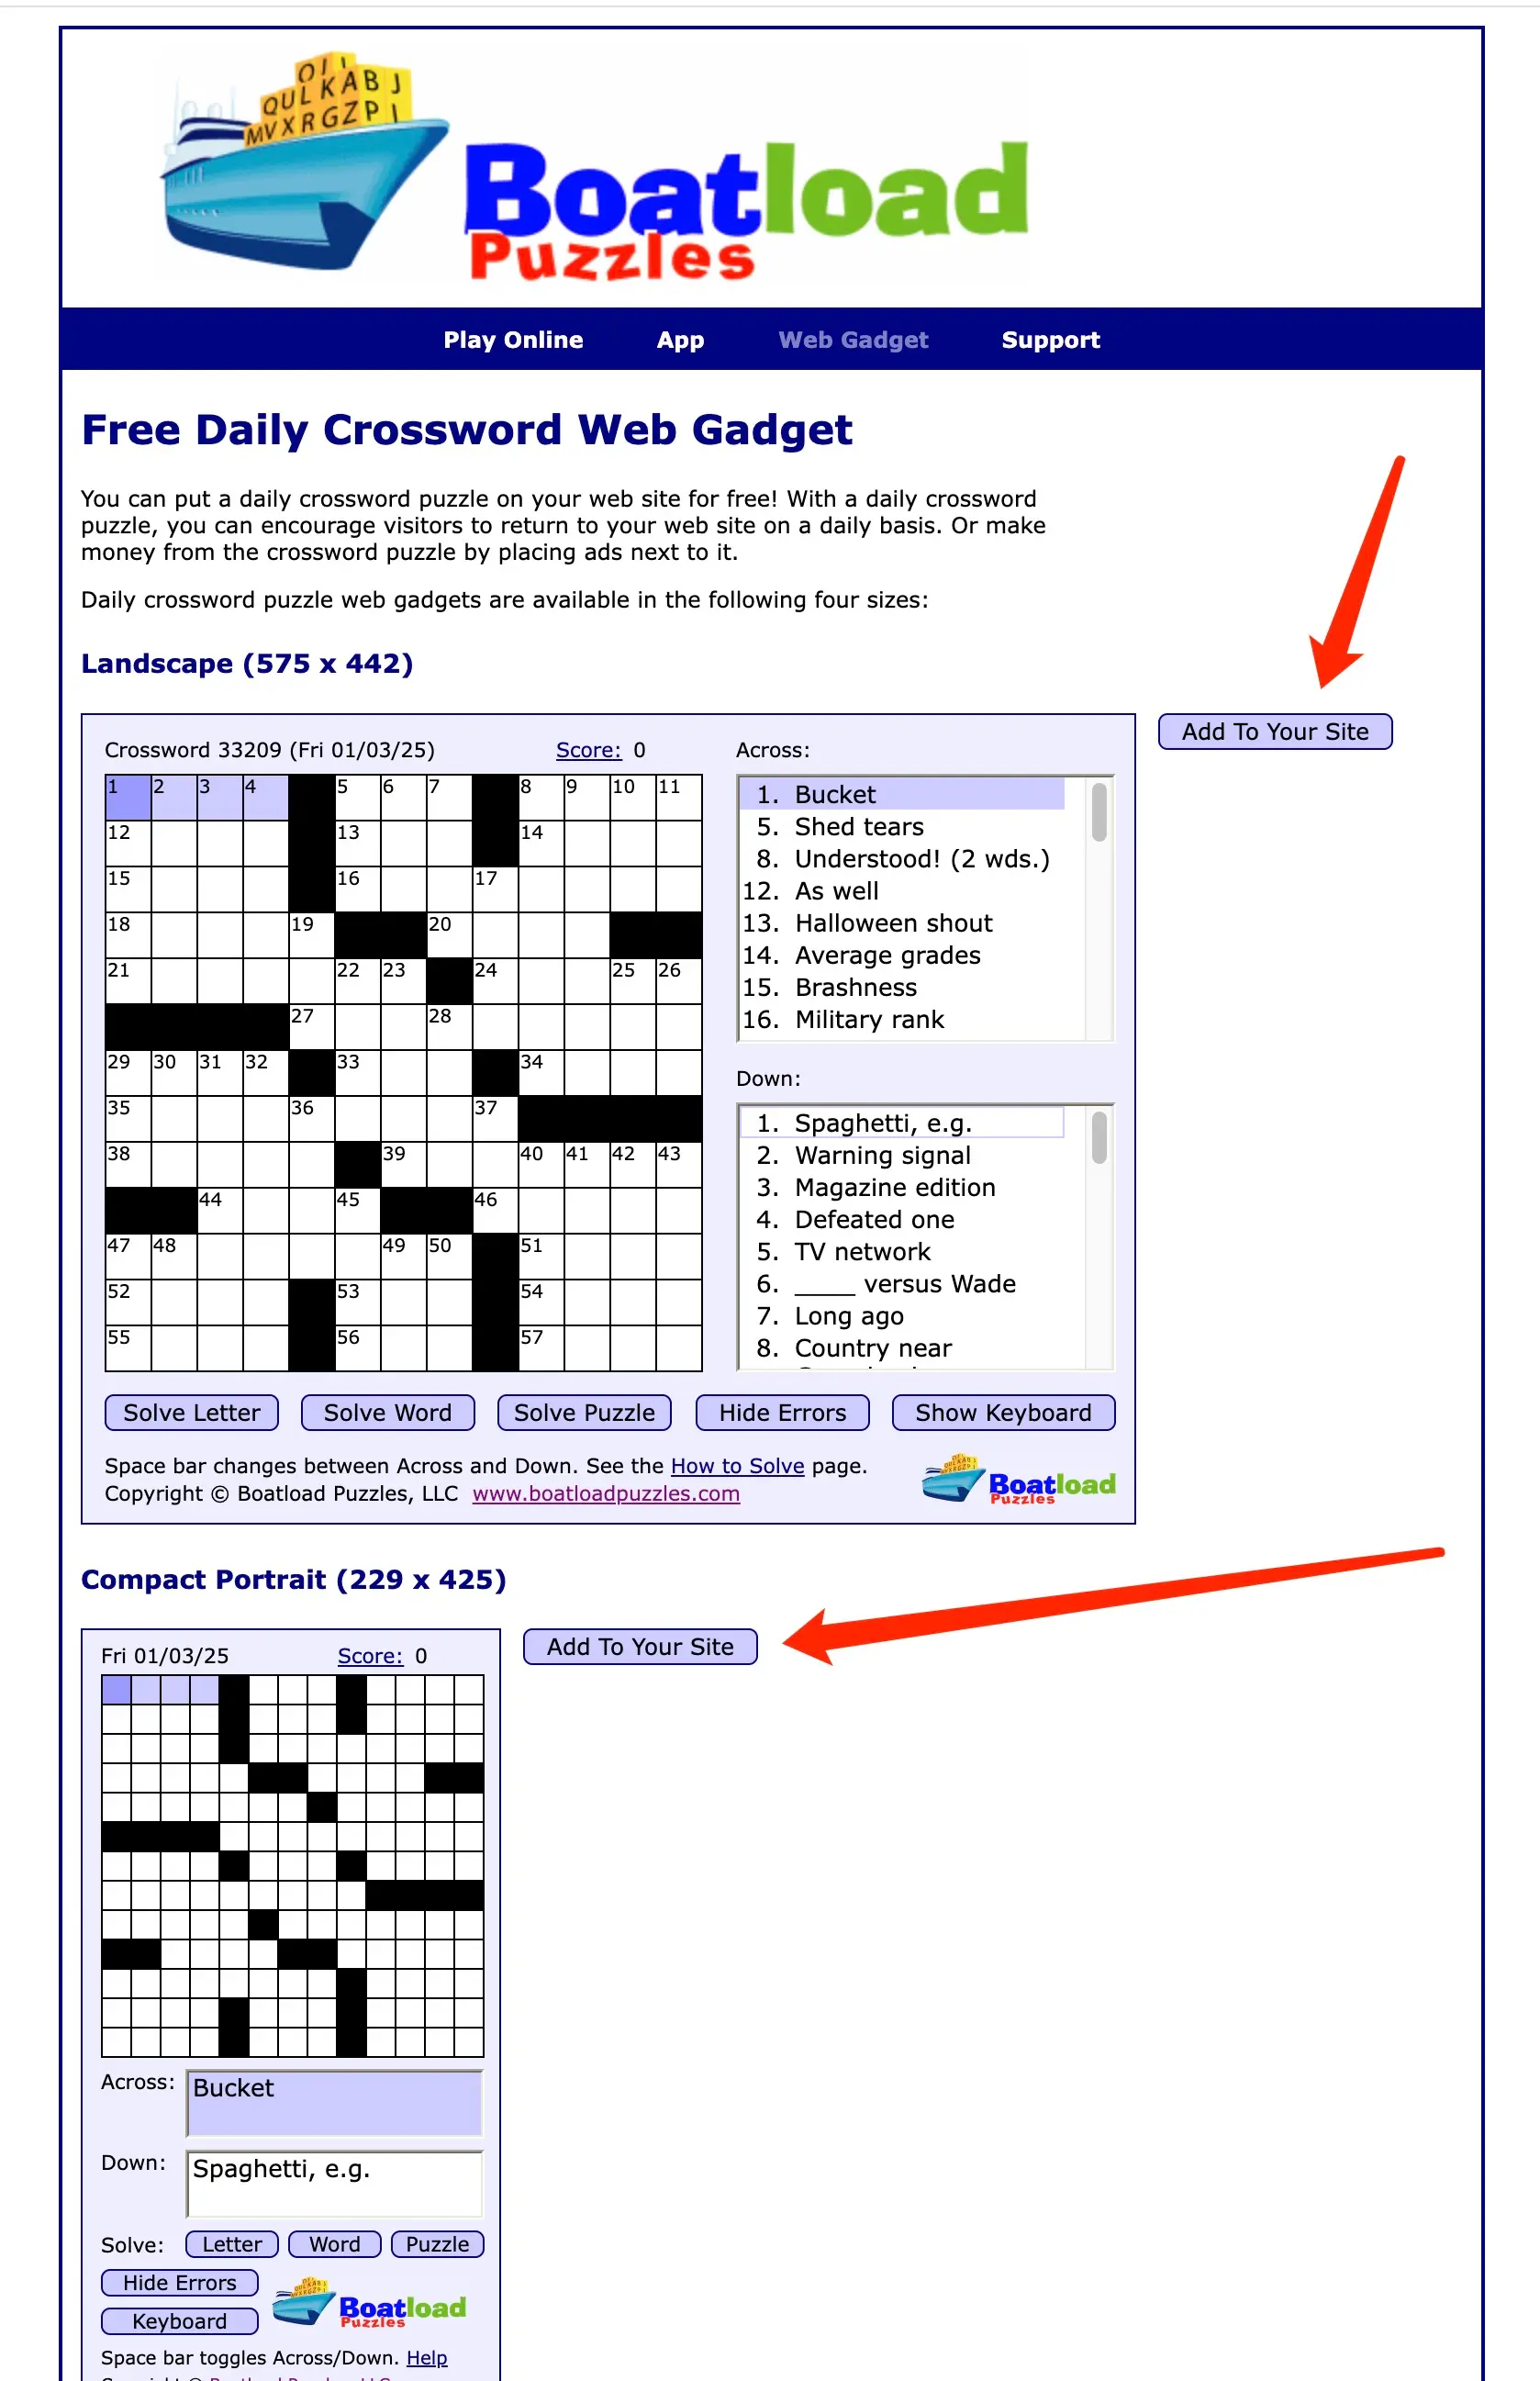 OI
QULKABJ
MVXRGZPI
Boatload
Puzzles
Play Online App Web Gadget Support
Free Daily Crossword Web Gadget
You can put a daily crossword puzzle on your web site for free! With a daily crossword
puzzle, you can encourage visitors to return to your web site on a daily basis. Or make
money from the crossword puzzle by placing ads next to it.
Daily crossword puzzle web gadgets are available in the following four sizes:
Landscape (575 x 442)
Add To Your Site
Crossword 33209 (Fri 01/03/25) Score: 0
1 2 3 4 5 6 7 8 9 10 11
12 13 14
15 16 17
18 19 20
21 22 23 24 25 26
27 28
29 30 31 32 33 34
35 36 37
38 39 40 41 42 43
44 45 46
47 48 49 50 51
52 53 54
55 56 57
Across:
1. Bucket
5. Shed tears
8. Understood! (2 wds.)
12. As well
13. Halloween shout
14. Average grades
15. Brashness
16. Military rank
Down:
1. Spaghetti, e.g.
2. Warning signal
3. Magazine edition
4. Defeated one
5. TV network
6. _____ versus Wade
7. Long ago
8. Country near
Solve Letter Solve Word Solve Puzzle Hide Errors Show Keyboard
Space bar changes between Across and Down. See the How to Solve page.
Copyright © Boatload Puzzles, LLC www.boatloadpuzzles.com
Boatload
Puzzles
Compact Portrait (229 x 425)
Add To Your Site
Fri 01/03/25 Score: 0
Across: Bucket
Down: Spaghetti, e.g.
Solve: Letter Word Puzzle
Hide Errors
Keyboard
Boatload
Puzzles
Space bar toggles Across/Down. Help